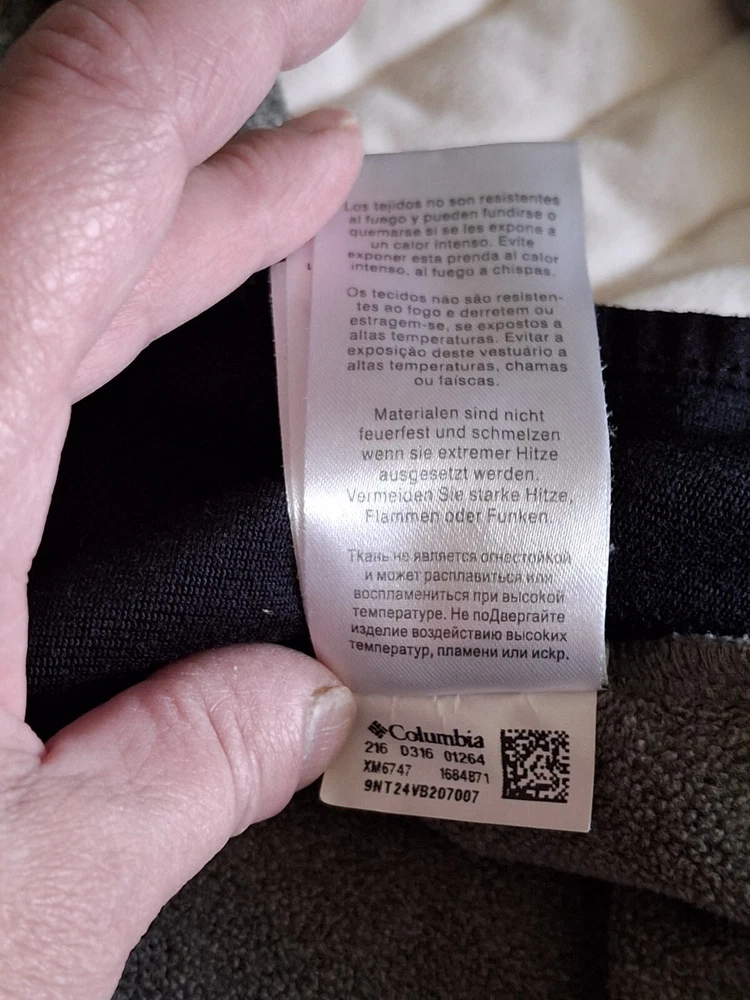 Los tejidos no son resistentes
al fuego y pueden fundirse o
quemarse si se les expone a
un calor intenso. Evite
exponer esta prenda al calor
intenso, al fuego a chispas.
Os tecidos não são resisten-
tes ao fogo e derretem ou
estragem-se, se expostos a
altas temperaturas. Evitar a
exposição deste vestuário a
altas temperaturas, chamas
ou faíscas.
Materialen sind nicht
feuerfest und schmelzen
wenn sie extremer Hitze
ausgesetzt werden.
Vermeiden Sie starke Hitze,
Flammen oder Funken.
Ткань не является огнестойкой
и может расплавиться или
воспламениться при высокой
температуре. Не поДвергайте
изделие воздействию высоких
температур, пламени или искр.
Columbia
216 D316 01264
XM6747 1684871
9NT24VB207007